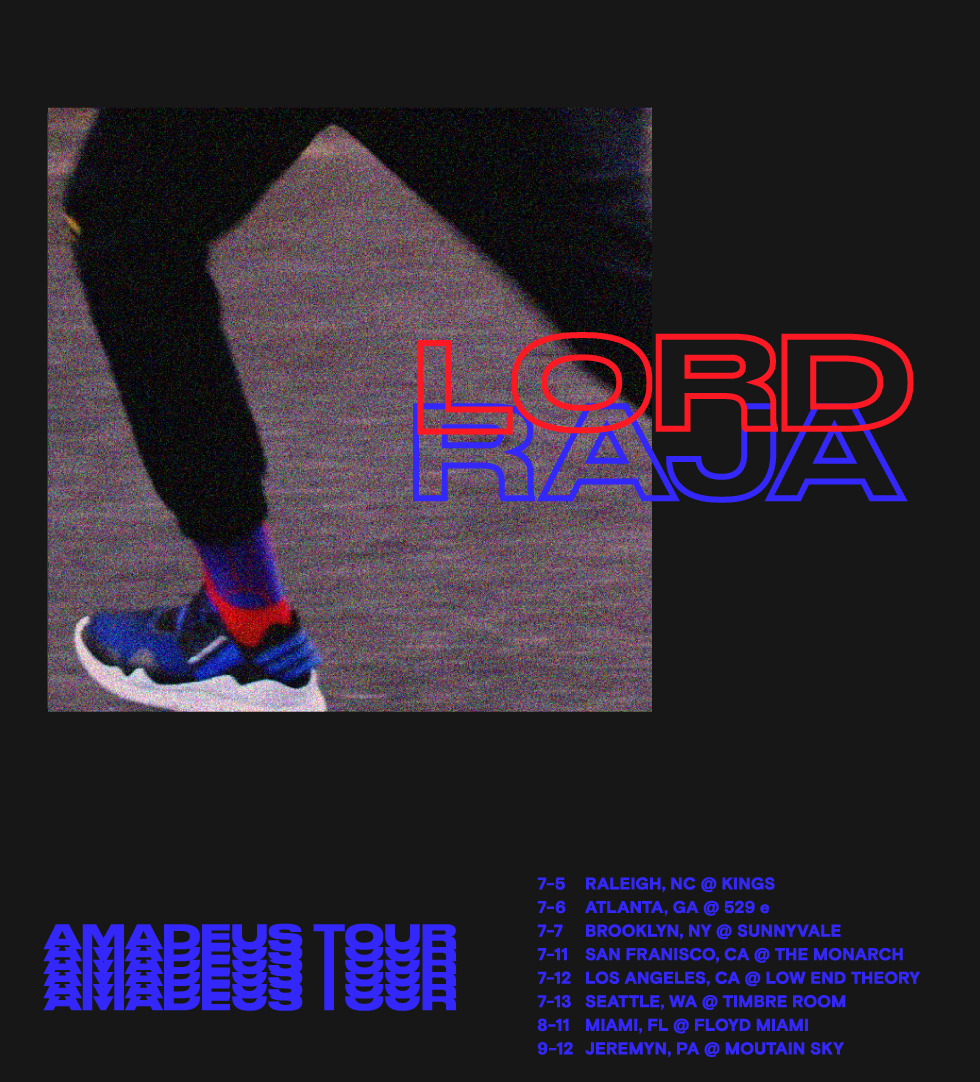 LORD
RAJA
AMADEUS TOUR
7-5 RALEIGH, NC @ KINGS
7-6 ATLANTA, GA @ 529 e
7-7 BROOKLYN, NY @ SUNNYVALE
7-11 SAN FRANISCO, CA @ THE MONARCH
7-12 LOS ANGELES, CA @ LOW END THEORY
7-13 SEATTLE, WA @ TIMBRE ROOM
8-11 MIAMI, FL @ FLOYD MIAMI
9-12 JEREMYN, PA @ MOUTAIN SKY